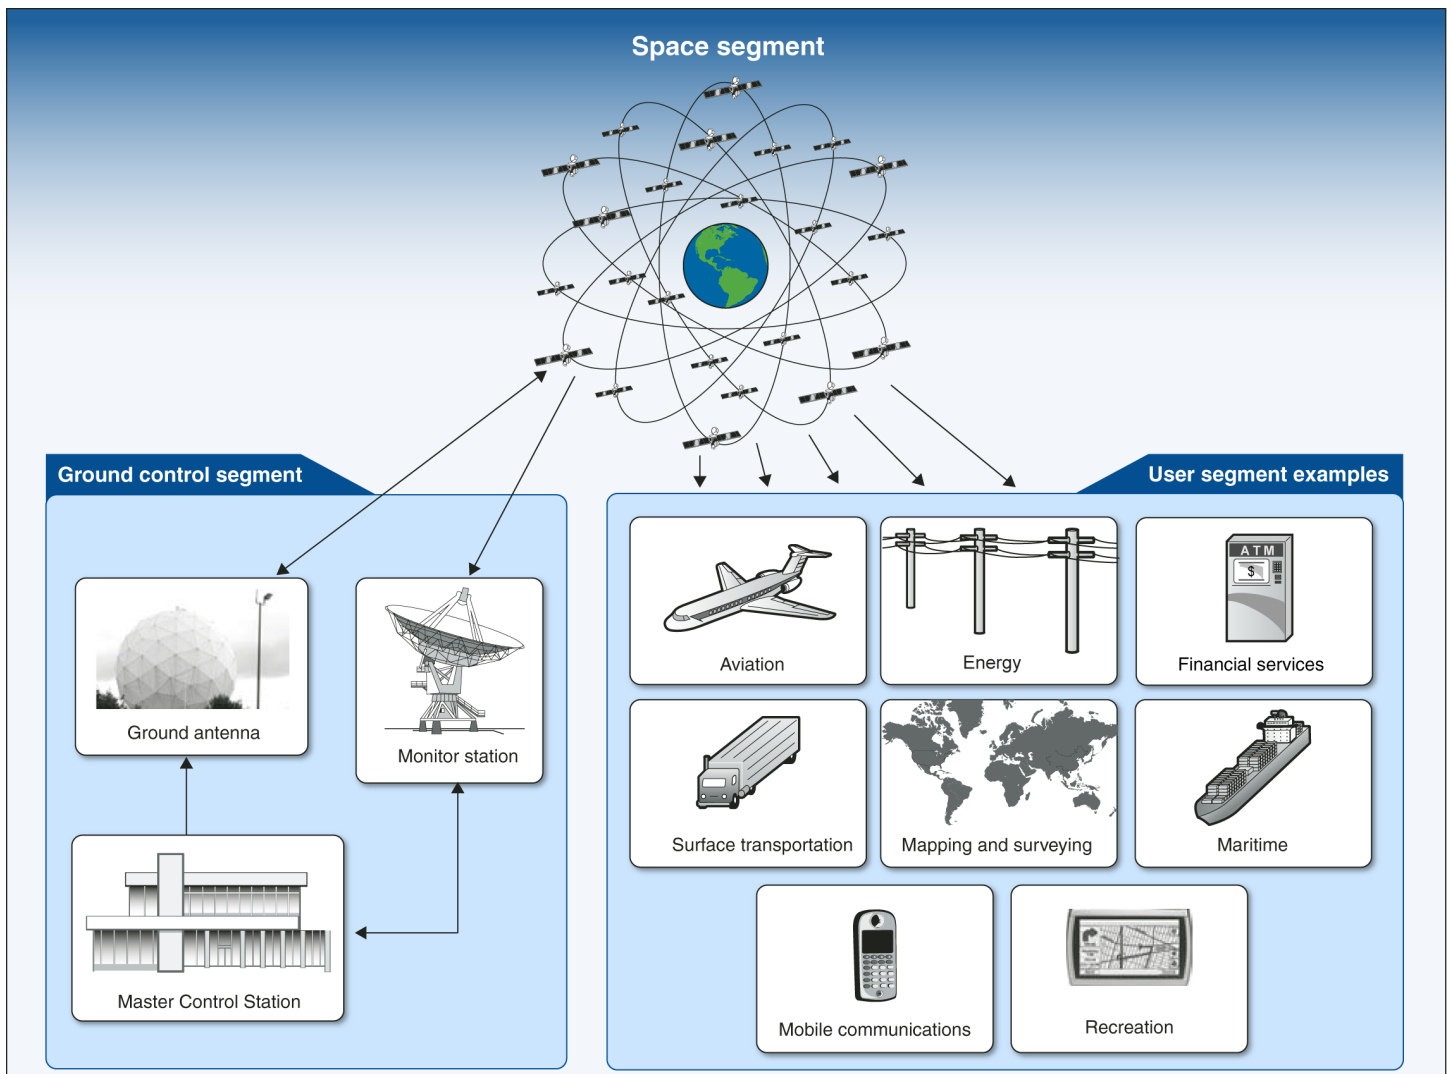 Space segment
Ground control segment
User segment examples
Ground antenna
Monitor station
Master Control Station
Aviation
Energy
ATM
$
Financial services
Surface transportation
Mapping and surveying
Maritime
Mobile communications
Recreation